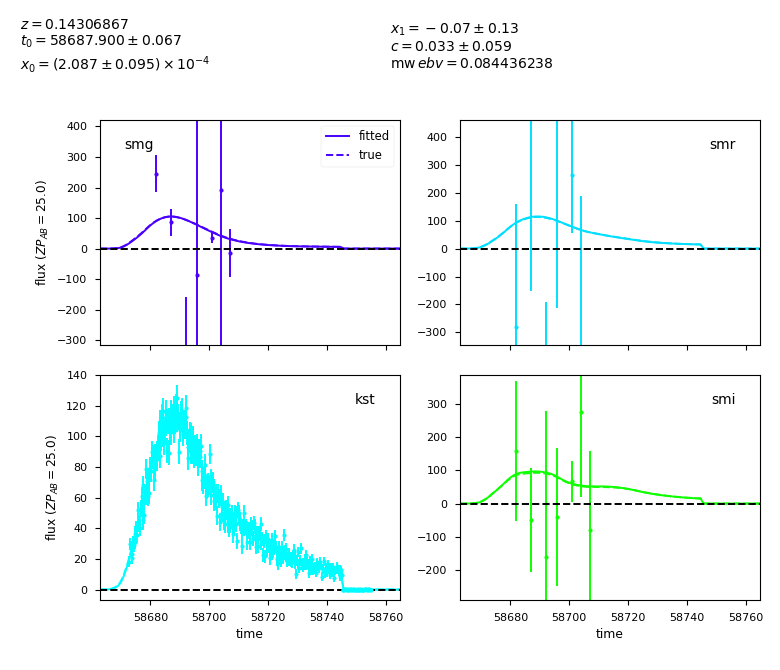 z = 0.14306867
t₀ = 58687.900 ± 0.067
x₀ = (2.087 ± 0.095) × 10⁻⁴
x₁ = −0.07 ± 0.13
c = 0.033 ± 0.059
mw ebv = 0.084436238
smg
fitted
true
400
300
200
100
0
−100
−200
−300
flux (ZP_AB = 25.0)
smr
400
300
200
100
0
−100
−200
−300
kst
140
120
100
80
60
40
20
0
flux (ZP_AB = 25.0)
58680 58700 58720 58740 58760
time
smi
300
200
100
0
−100
−200
58680 58700 58720 58740 58760
time